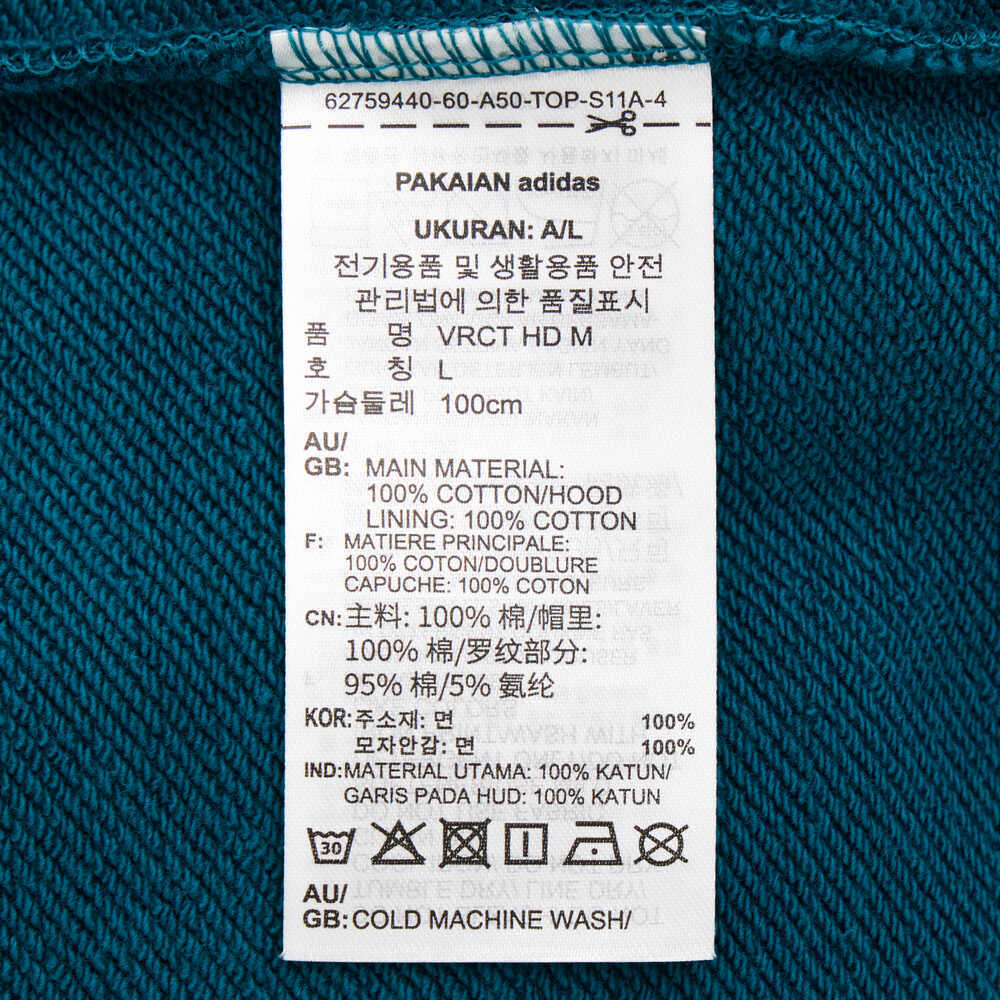 62759440-60-A50-TOP-S11A-4
PAKAIAN adidas
UKURAN: A/L
전기용품 및 생활용품 안전
관리법에 의한 품질표시
품 명 VRCT HD M
호 칭 L
가슴둘레 100cm
AU/
GB: MAIN MATERIAL:
100% COTTON/HOOD
LINING: 100% COTTON
F: MATIERE PRINCIPALE:
100% COTON/DOUBLURE
CAPUCHE: 100% COTON
CN: 主料: 100% 棉/帽里:
100% 棉/罗纹部分:
95% 棉/5% 氨纶
KOR: 주소재: 면 100%
모자안감: 면 100%
IND: MATERIAL UTAMA: 100% KATUN/
GARIS PADA HUD: 100% KATUN
30
AU/
GB: COLD MACHINE WASH/